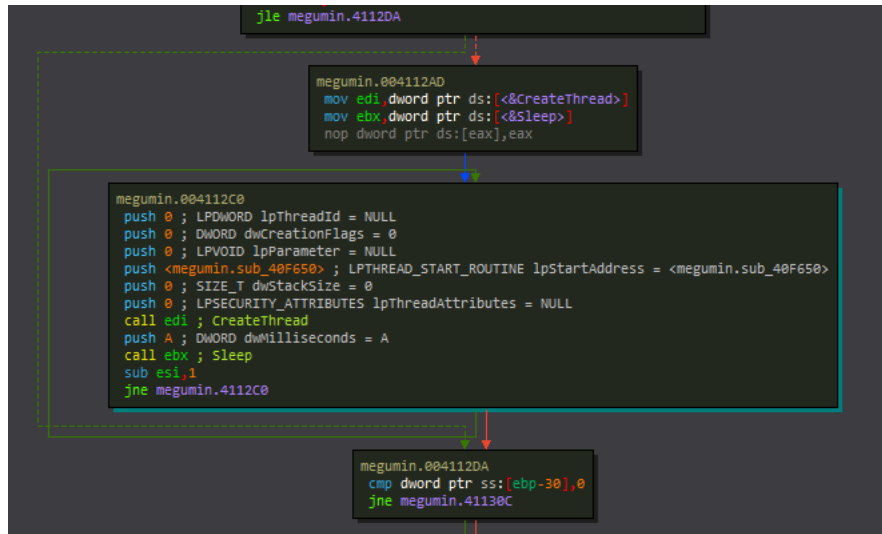 jle megumin.4112DA
megumin.004112AD
mov edi,dword ptr ds:[<&CreateThread>]
mov ebx,dword ptr ds:[<&Sleep>]
nop dword ptr ds:[eax],eax
megumin.004112C0
push 0 ; LPDWORD lpThreadId = NULL
push 0 ; DWORD dwCreationFlags = 0
push 0 ; LPVOID lpParameter = NULL
push <megumin.sub_40F650> ; LPTHREAD_START_ROUTINE lpStartAddress = <megumin.sub_40F650>
push 0 ; SIZE_T dwStackSize = 0
push 0 ; LPSECURITY_ATTRIBUTES lpThreadAttributes = NULL
call edi ; CreateThread
push A ; DWORD dwMilliseconds = A
call ebx ; Sleep
sub esi,1
jne megumin.4112C0
megumin.004112DA
cmp dword ptr ss:[ebp-30],0
jne megumin.41130C